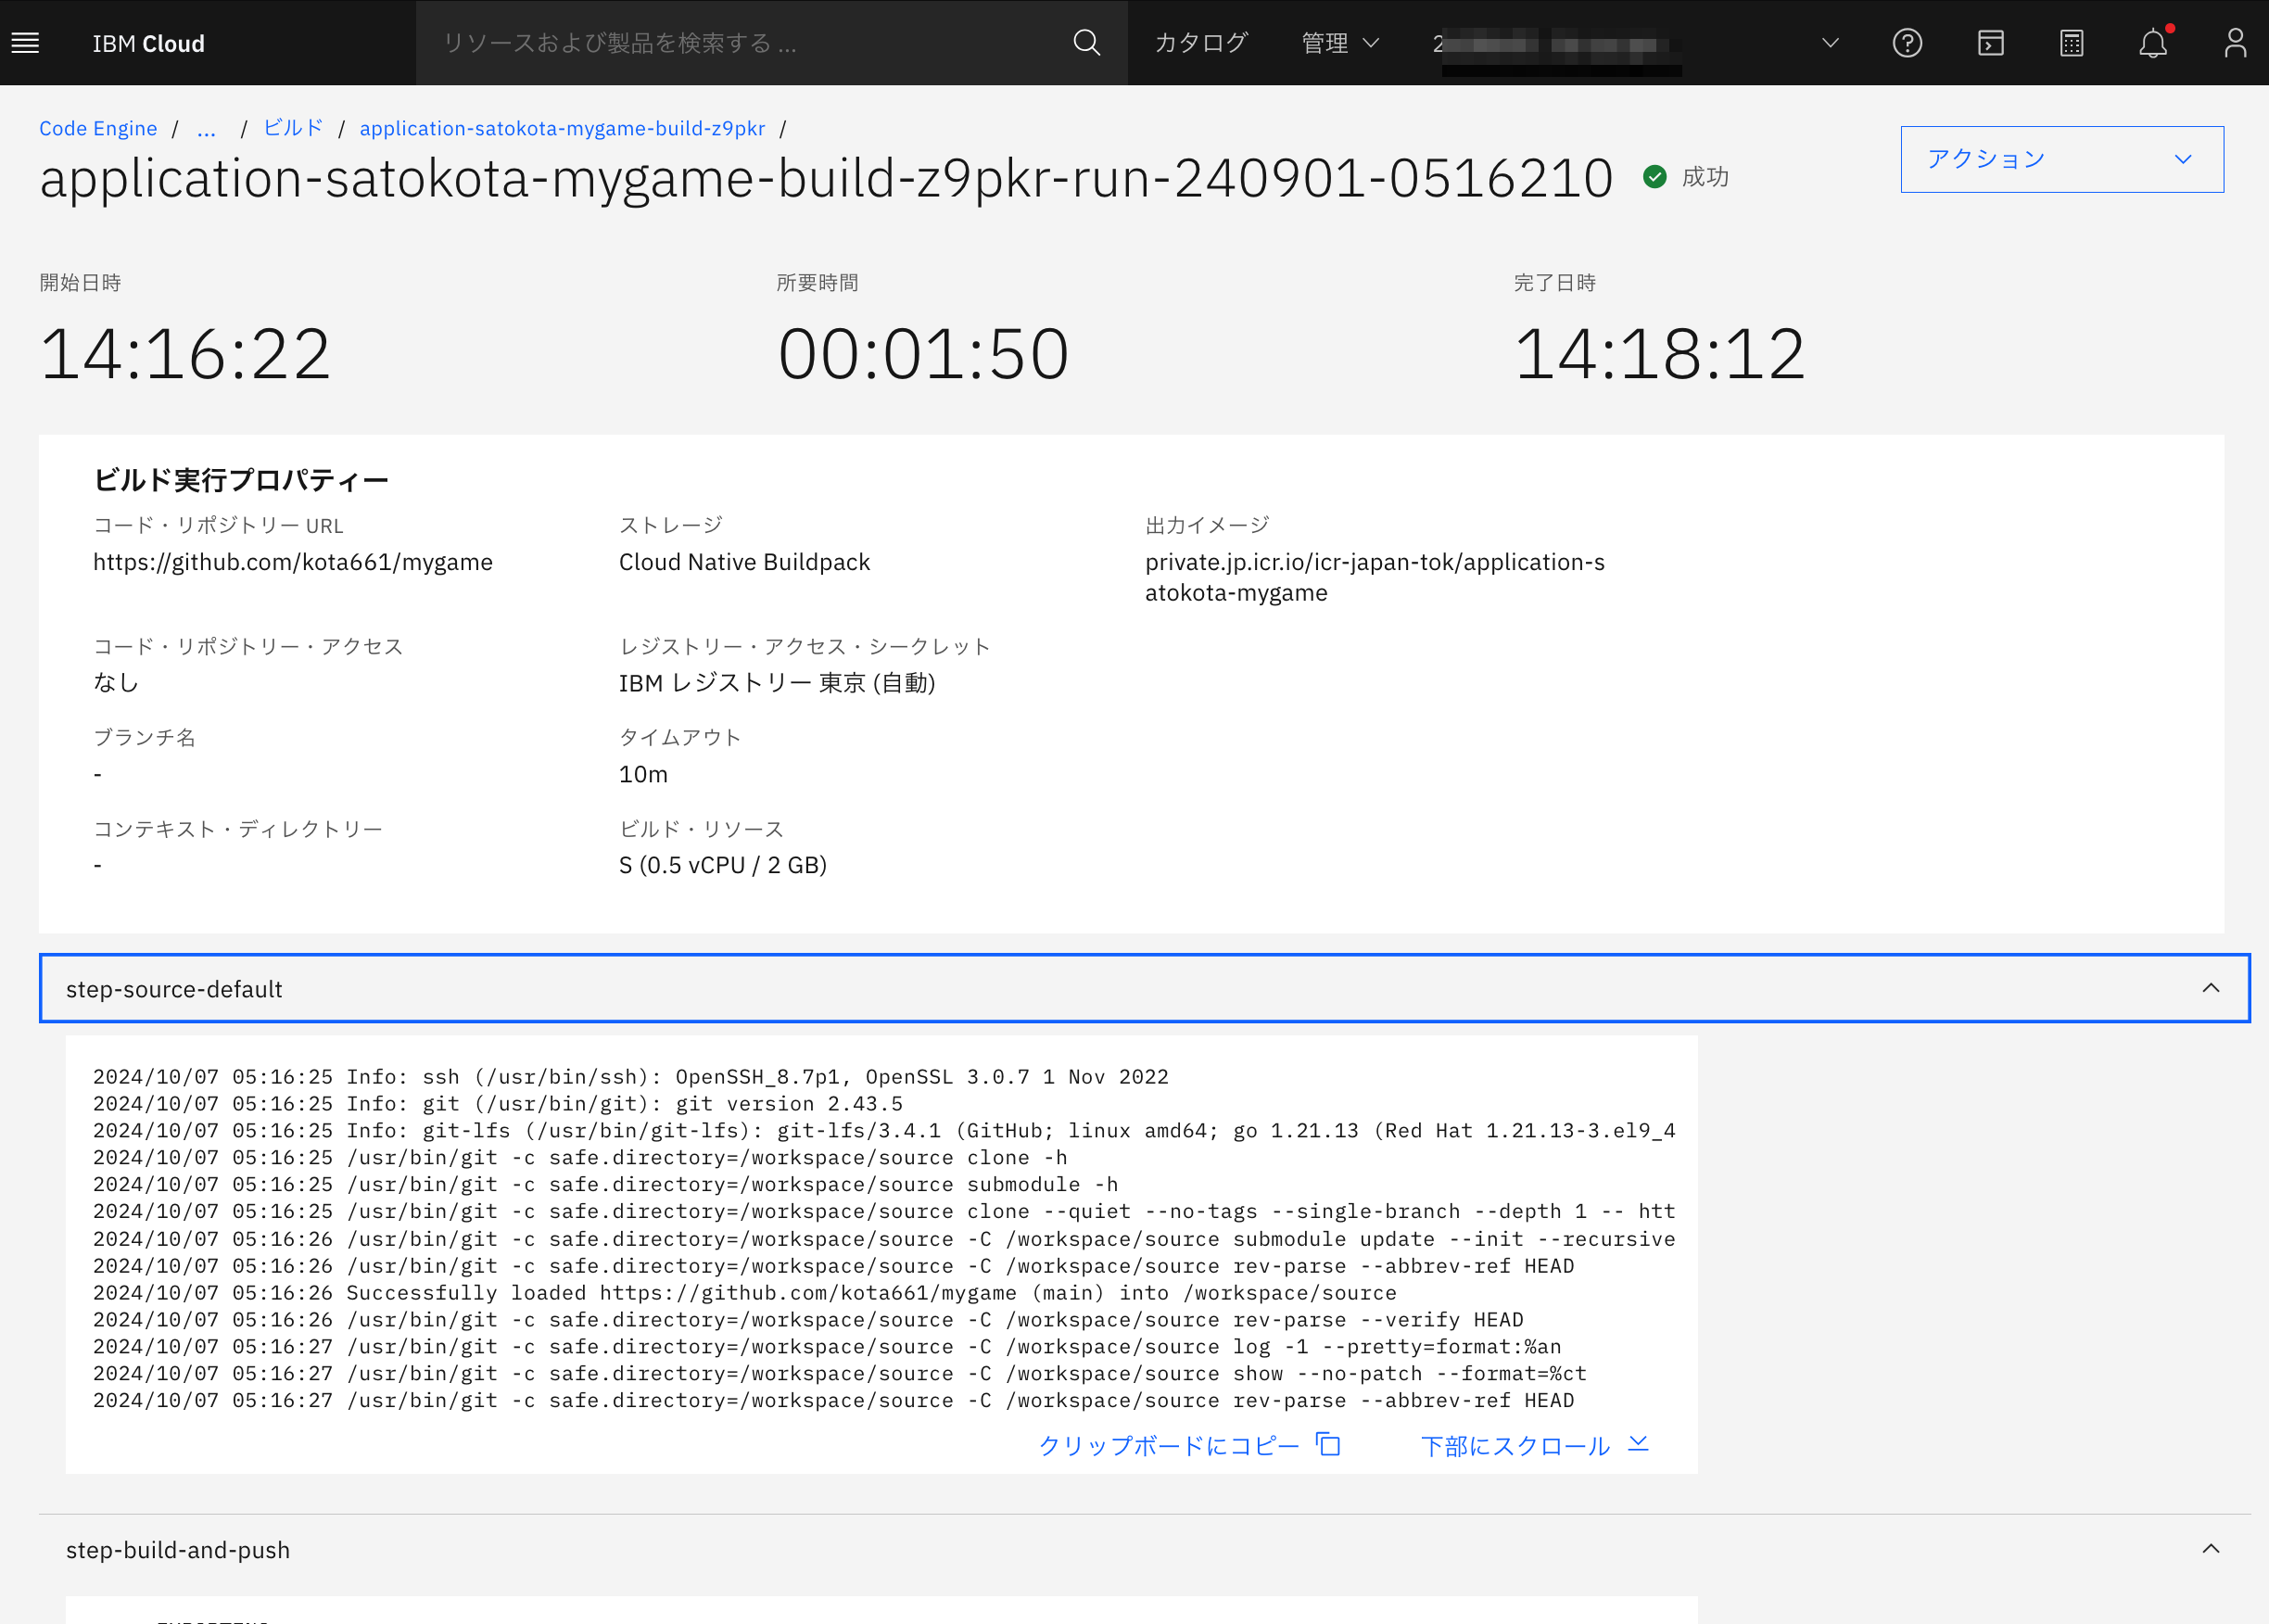 IBM Cloud
リソースおよび製品を検索する ...
カタログ
管理
2
Code Engine / ... / ビルド / application-satokota-mygame-build-z9pkr /
application-satokota-mygame-build-z9pkr-run-240901-0516210
成功
アクション
開始日時
14:16:22
所要時間
00:01:50
完了日時
14:18:12
ビルド実行プロパティー
コード・リポジトリー URL
https://github.com/kota661/mygame
ストレージ
Cloud Native Buildpack
出力イメージ
private.jp.icr.io/icr-japan-tok/application-s
atokota-mygame
コード・リポジトリー・アクセス
なし
レジストリー・アクセス・シークレット
IBM レジストリー 東京 (自動)
ブランチ名
-
タイムアウト
10m
コンテキスト・ディレクトリー
-
ビルド・リソース
S (0.5 vCPU / 2 GB)
step-source-default
2024/10/07 05:16:25 Info: ssh (/usr/bin/ssh): OpenSSH_8.7p1, OpenSSL 3.0.7 1 Nov 2022
2024/10/07 05:16:25 Info: git (/usr/bin/git): git version 2.43.5
2024/10/07 05:16:25 Info: git-lfs (/usr/bin/git-lfs): git-lfs/3.4.1 (GitHub; linux amd64; go 1.21.13 (Red Hat 1.21.13-3.el9_4
2024/10/07 05:16:25 /usr/bin/git -c safe.directory=/workspace/source clone -h
2024/10/07 05:16:25 /usr/bin/git -c safe.directory=/workspace/source submodule -h
2024/10/07 05:16:25 /usr/bin/git -c safe.directory=/workspace/source clone --quiet --no-tags --single-branch --depth 1 -- htt
2024/10/07 05:16:26 /usr/bin/git -c safe.directory=/workspace/source -C /workspace/source submodule update --init --recursive
2024/10/07 05:16:26 /usr/bin/git -c safe.directory=/workspace/source -C /workspace/source rev-parse --abbrev-ref HEAD
2024/10/07 05:16:26 Successfully loaded https://github.com/kota661/mygame (main) into /workspace/source
2024/10/07 05:16:26 /usr/bin/git -c safe.directory=/workspace/source -C /workspace/source rev-parse --verify HEAD
2024/10/07 05:16:27 /usr/bin/git -c safe.directory=/workspace/source -C /workspace/source log -1 --pretty=format:%an
2024/10/07 05:16:27 /usr/bin/git -c safe.directory=/workspace/source -C /workspace/source show --no-patch --format=%ct
2024/10/07 05:16:27 /usr/bin/git -c safe.directory=/workspace/source -C /workspace/source rev-parse --abbrev-ref HEAD
クリップボードにコピー
下部にスクロール
step-build-and-push